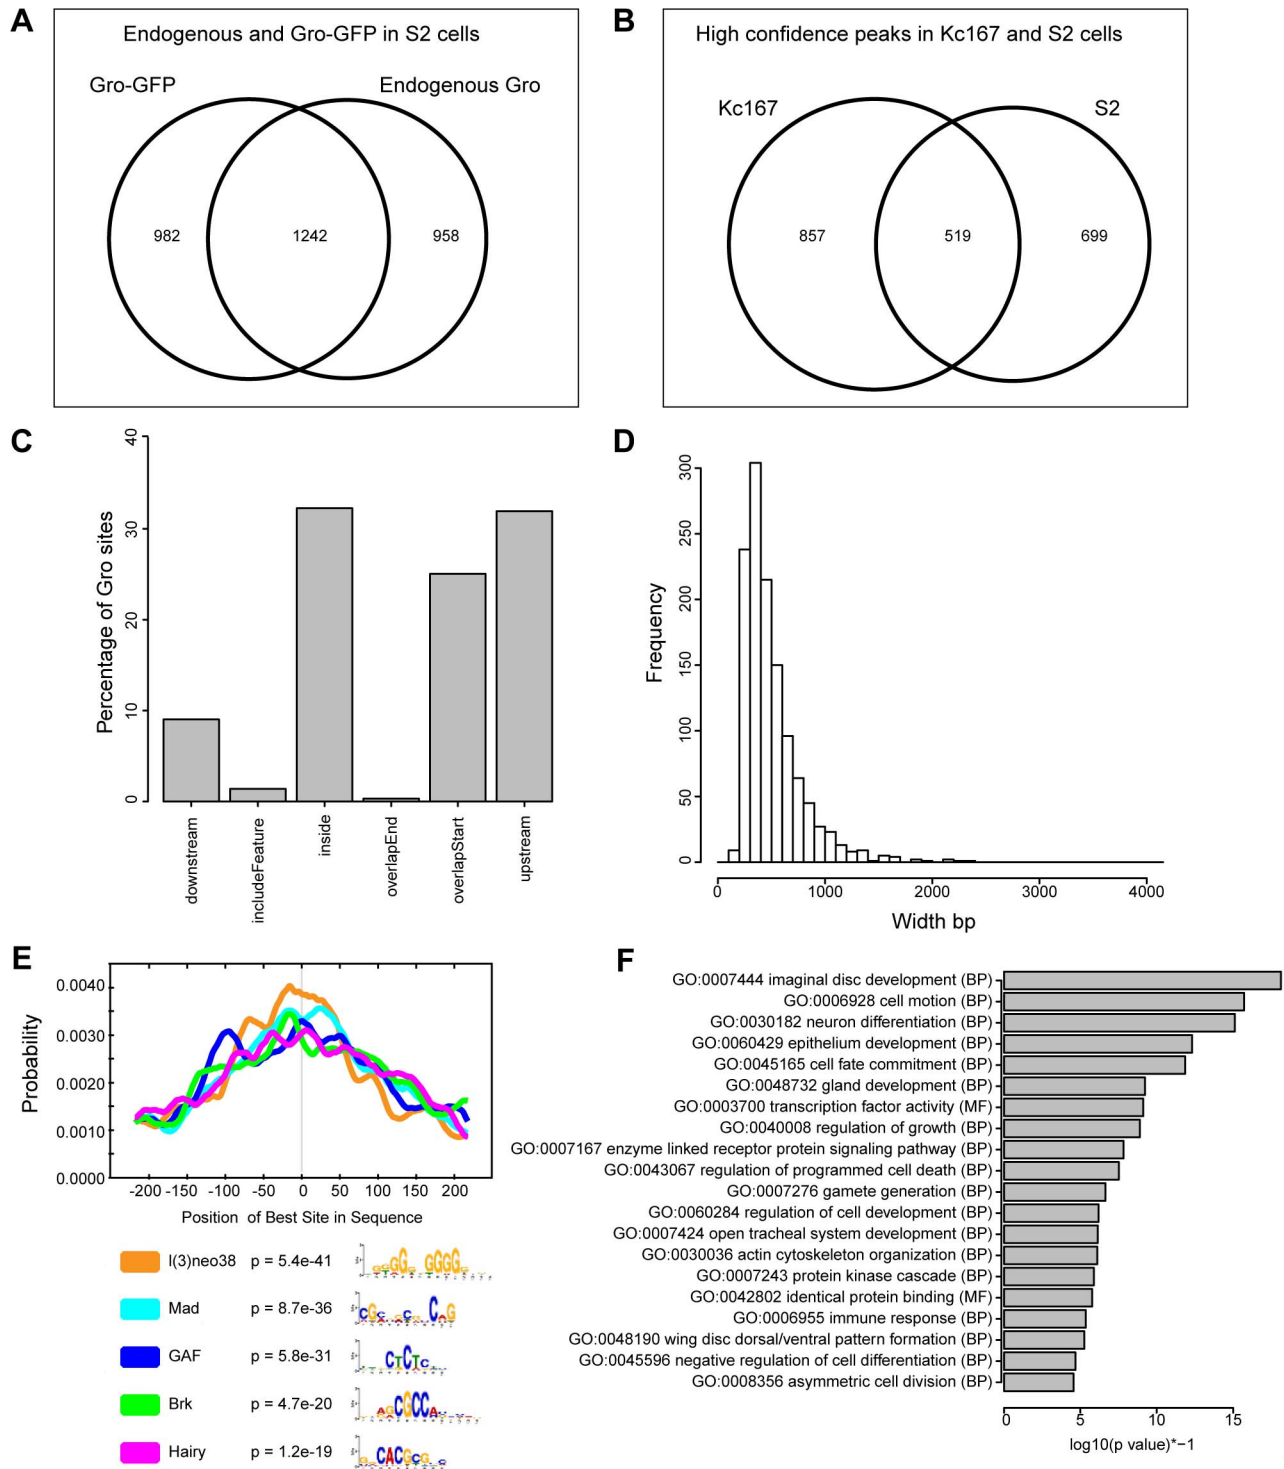 A
Endogenous and Gro-GFP in S2 cells
Gro-GFP
Endogenous Gro
982
1242
958
B
High confidence peaks in Kc167 and S2 cells
Kc167
S2
857
519
699
C
Percentage of Gro sites
40
30
20
10
0
downstream
includeFeature
inside
overlapEnd
overlapStart
upstream
D
Frequency
300
250
200
150
100
50
0
0 1000 2000 3000 4000
Width bp
E
Probability
0.0040
0.0030
0.0020
0.0010
0.0000
-200 -150 -100 -50 0 50 100 150 200
Position of Best Site in Sequence
l(3)neo38 p = 5.4e-41
Mad p = 8.7e-36
GAF p = 5.8e-31
Brk p = 4.7e-20
Hairy p = 1.2e-19
F
GO:0007444 imaginal disc development (BP)
GO:0006928 cell motion (BP)
GO:0030182 neuron differentiation (BP)
GO:0060429 epithelium development (BP)
GO:0045165 cell fate commitment (BP)
GO:0048732 gland development (BP)
GO:0003700 transcription factor activity (MF)
GO:0040008 regulation of growth (BP)
GO:0007167 enzyme linked receptor protein signaling pathway (BP)
GO:0043067 regulation of programmed cell death (BP)
GO:0007276 gamete generation (BP)
GO:0060284 regulation of cell development (BP)
GO:0007424 open tracheal system development (BP)
GO:0030036 actin cytoskeleton organization (BP)
GO:0007243 protein kinase cascade (BP)
GO:0042802 identical protein binding (MF)
GO:0006955 immune response (BP)
GO:0048190 wing disc dorsal/ventral pattern formation (BP)
GO:0045596 negative regulation of cell differentiation (BP)
GO:0008356 asymmetric cell division (BP)
0 5 10 15
log10(p value)*−1